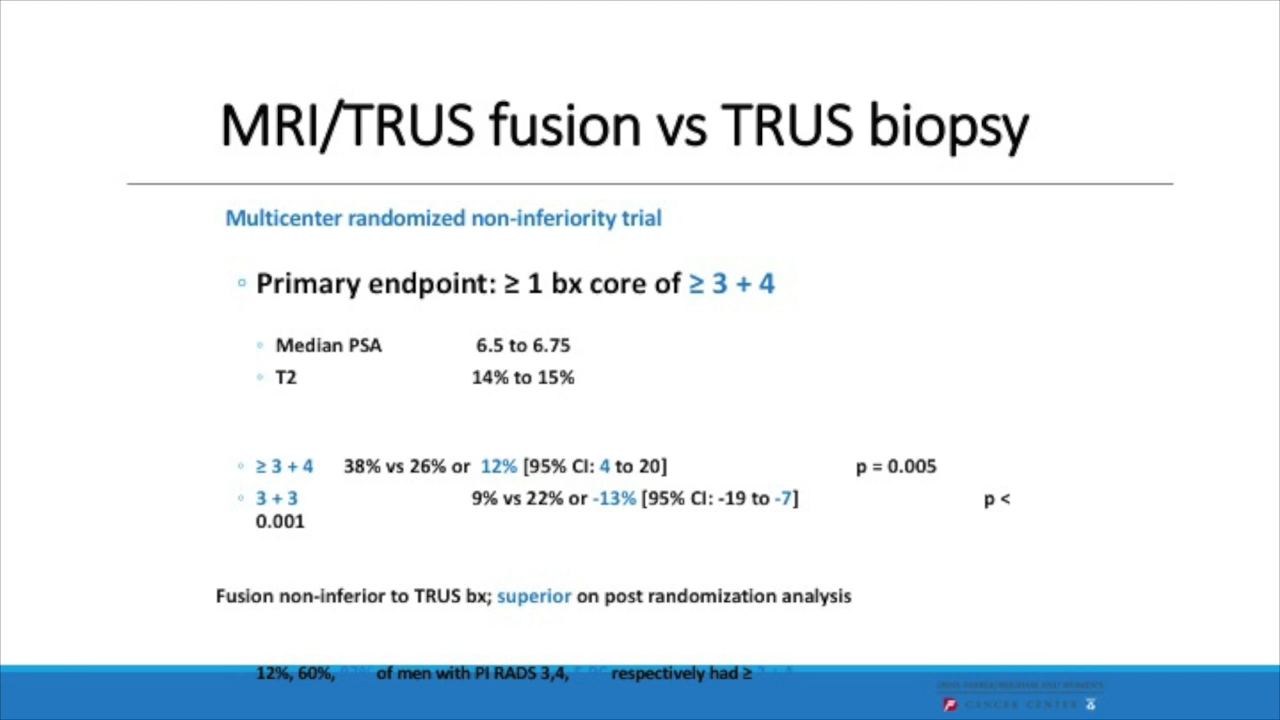 MRI/TRUS fusion vs TRUS biopsy
Multicenter randomized non-inferiority trial
Primary endpoint: ≥ 1 bx core of ≥ 3 + 4
Median PSA 6.5 to 6.75
T2 14% to 15%
≥ 3 + 4 38% vs 26% or 12% [95% CI: 4 to 20] p = 0.005
3 + 3 9% vs 22% or -13% [95% CI: -19 to -7] p <
0.001
Fusion non-inferior to TRUS bx; superior on post randomization analysis
12%, 60%, of men with PI RADS 3,4, respectively had ≥
CANCER CENTER